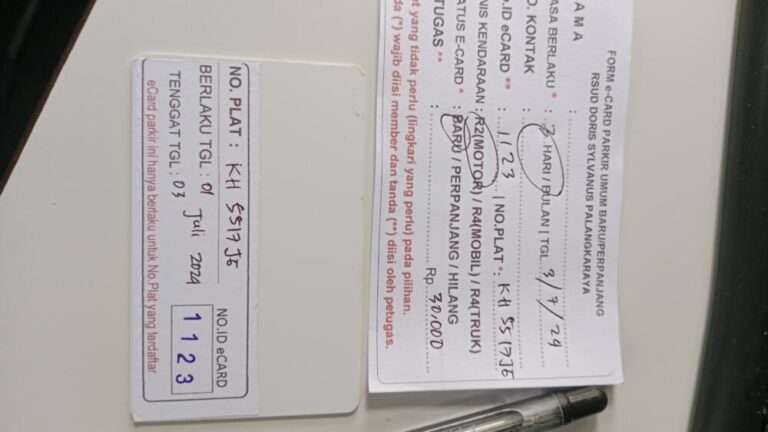 FORM e-CARD PARKIR UMUM BARU/PERPANJANG
RSUD DORIS SYLVANUS PALANGKARAYA
A M A :
ASA BERLAKU * : 3 HARI / BULAN | TGL. 3/7/24
O. KONTAK :
O.ID eCARD ** : 1123 | NO.PLAT *: KH 5517 JG
NIS KENDARAAN : R2(MOTOR) / R4(MOBIL) / R4(TRUK)
ATUS E-CARD * : BARU / PERPANJANG / HILANG
TUGAS ** : Rp. 30.000
et yang tidak perlu (lingkari yang perlu) pada pilihan.
da (*) wajib diisi member dan tanda (**) diisi oleh petugas.
NO. PLAT : KH 5517 JG
BERLAKU TGL : 01 Juli 2024
TENGGAT TGL : 03
NO.ID eCARD
1123
eCard parkir ini hanya berlaku untuk No.Plat yang terdaftar